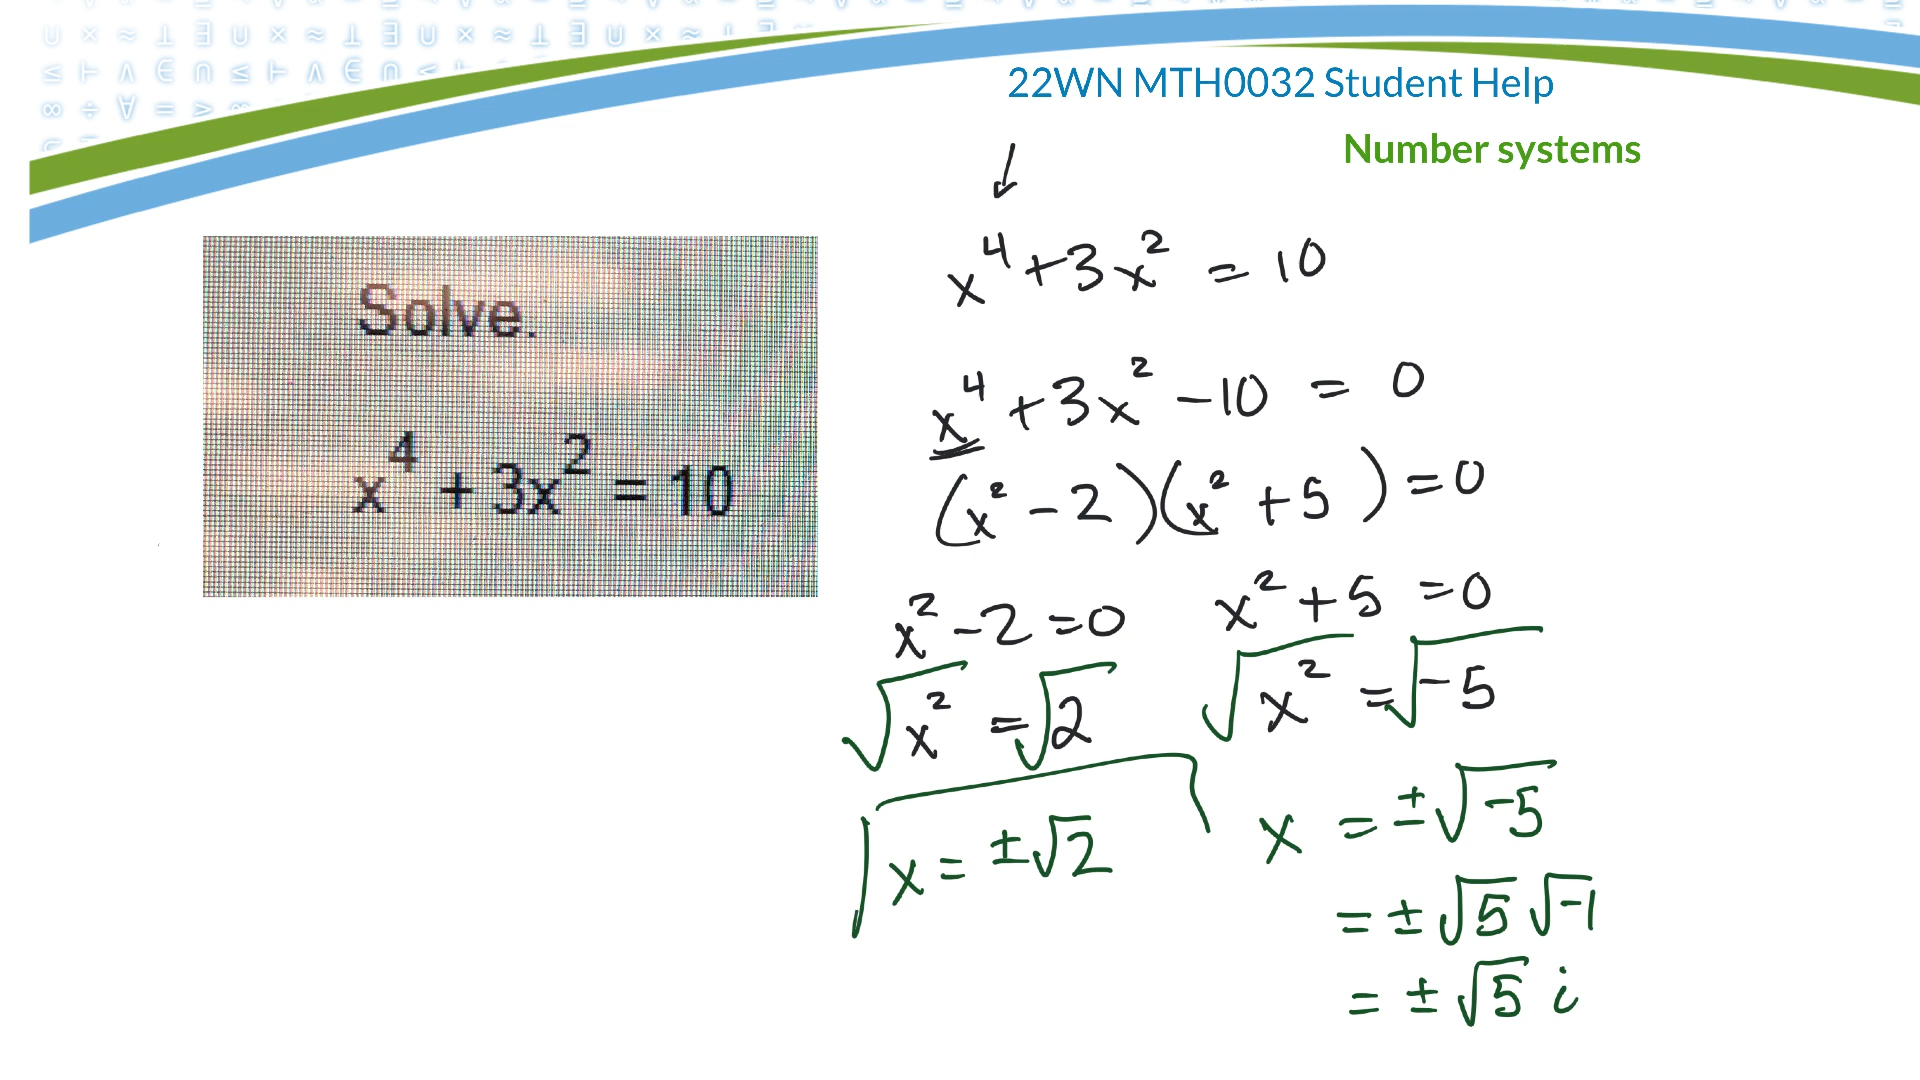 22WN MTH0032 Student Help
Number systems
Solve.
x⁴ + 3x² = 10
x⁴ + 3x² = 10
x⁴ + 3x² - 10 = 0
(x² - 2)(x² + 5) = 0
x² - 2 = 0
√x² = √2
x = ±√2
x² + 5 = 0
√x² = √-5
x = ±√-5
= ±√5 √-1
= ±√5 i